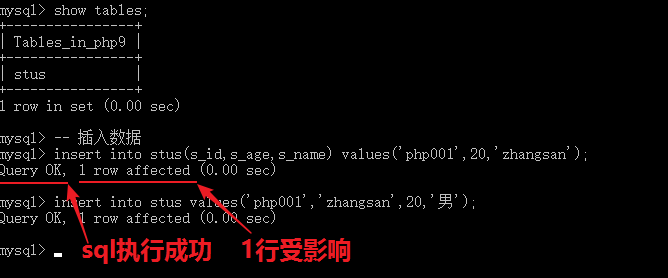 mysql> show tables;
+----------------+
| Tables_in_php9 |
+----------------+
| stus           |
+----------------+
1 row in set (0.00 sec)
mysql> -- 插入数据
mysql> insert into stus(s_id,s_age,s_name) values('php001',20,'zhangsan');
Query OK, 1 row affected (0.00 sec)
mysql> insert into stus values('php001','zhangsan',20,'男');
Query OK, 1 row affected (0.00 sec)
mysql>
sql执行成功 1行受影响